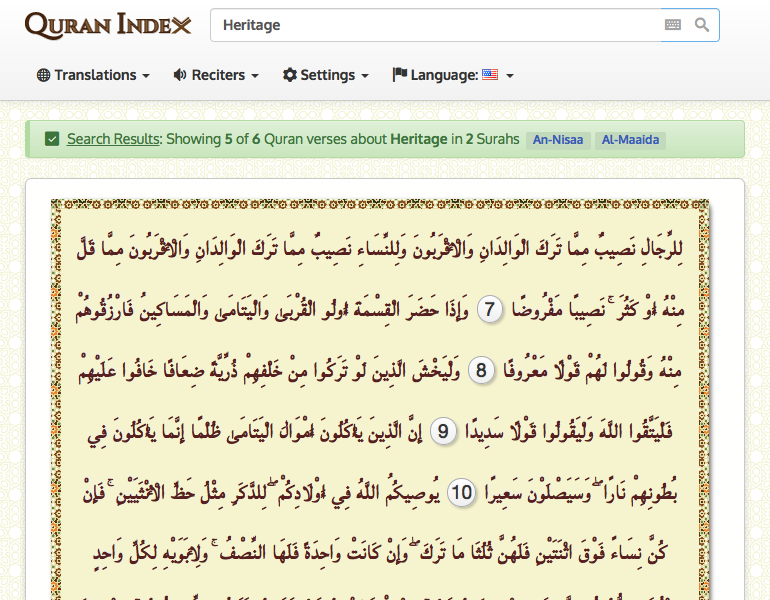 QURAN INDEX
Heritage
Translations
Reciters
Settings
Language:
Search Results: Showing 5 of 6 Quran verses about Heritage in 2 Surahs An-Nisaa Al-Maaida
لِلرِّجَالِ نَصِيبٌ مِمَّا تَرَكَ الْوَالِدَانِ وَالْأَقْرَبُونَ وَلِلنِّسَاءِ نَصِيبٌ مِمَّا تَرَكَ الْوَالِدَانِ وَالْأَقْرَبُونَ مِمَّا قَلَّ
مِنْهُ أَوْ كَثُرَ ۚ نَصِيبًا مَفْرُوضًا 7 وَإِذَا حَضَرَ الْقِسْمَةَ أُولُو الْقُرْبَىٰ وَالْيَتَامَىٰ وَالْمَسَاكِينُ فَارْزُقُوهُمْ
مِنْهُ وَقُولُوا لَهُمْ قَوْلًا مَعْرُوفًا 8 وَلْيَخْشَ الَّذِينَ لَوْ تَرَكُوا مِنْ خَلْفِهِمْ ذُرِّيَّةً ضِعَافًا خَافُوا عَلَيْهِمْ
فَلْيَتَّقُوا اللَّهَ وَلْيَقُولُوا قَوْلًا سَدِيدًا 9 إِنَّ الَّذِينَ يَأْكُلُونَ أَمْوَالَ الْيَتَامَىٰ ظُلْمًا إِنَّمَا يَأْكُلُونَ فِي
بُطُونِهِمْ نَارًا ۖ وَسَيَصْلَوْنَ سَعِيرًا 10 يُوصِيكُمُ اللَّهُ فِي أَوْلَادِكُمْ ۖ لِلذَّكَرِ مِثْلُ حَظِّ الْأُنْثَيَيْنِ ۚ فَإِنْ
كُنَّ نِسَاءً فَوْقَ اثْنَتَيْنِ فَلَهُنَّ ثُلُثَا مَا تَرَكَ ۖ وَإِنْ كَانَتْ وَاحِدَةً فَلَهَا النِّصْفُ ۚ وَلِأَبَوَيْهِ لِكُلِّ وَاحِدٍ